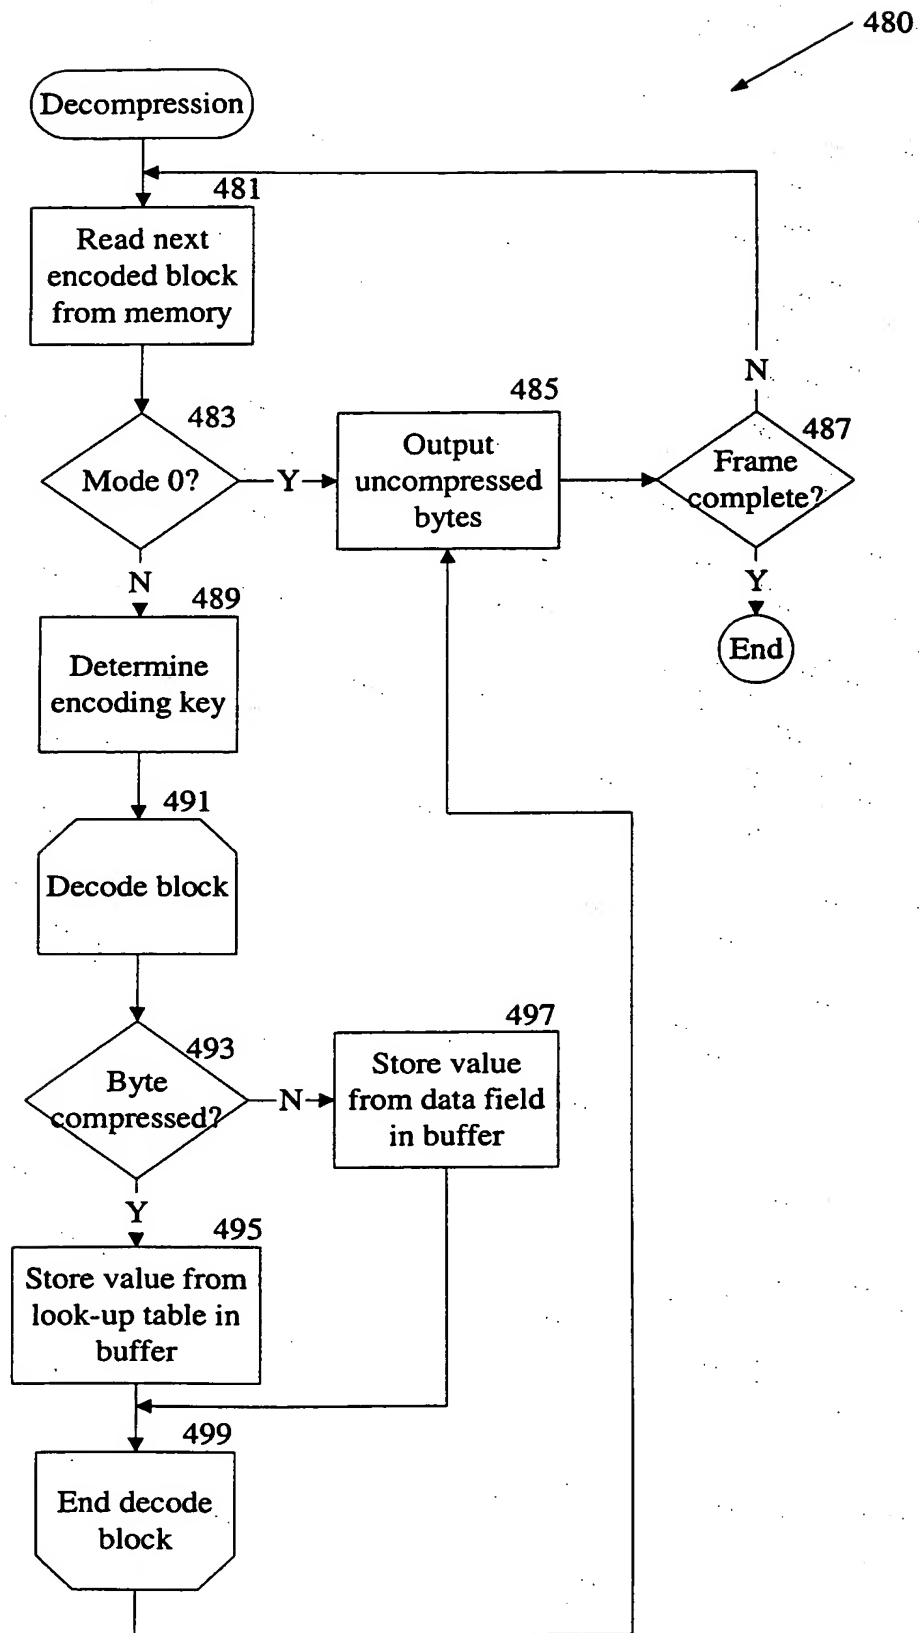 480
Decompression
481
Read next
encoded block
from memory
483
Mode 0?
Y
485
Output
uncompressed
bytes
N
487
Frame
complete?
Y
End
N
489
Determine
encoding key
491
Decode block
493
Byte
compressed?
N
497
Store value
from data field
in buffer
Y
495
Store value from
look-up table in
buffer
499
End decode
block